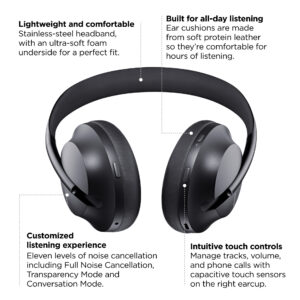 Lightweight and comfortable
Stainless-steel headband,
with an ultra-soft foam
underside for a perfect fit.
Built for all-day listening
Ear cushions are made
from soft protein leather
so they're comfortable for
hours of listening.
Customized
listening experience
Eleven levels of noise cancellation
including Full Noise Cancellation,
Transparency Mode and
Conversation Mode.
Intuitive touch controls
Manage tracks, volume,
and phone calls with
capacitive touch sensors
on the right earcup.